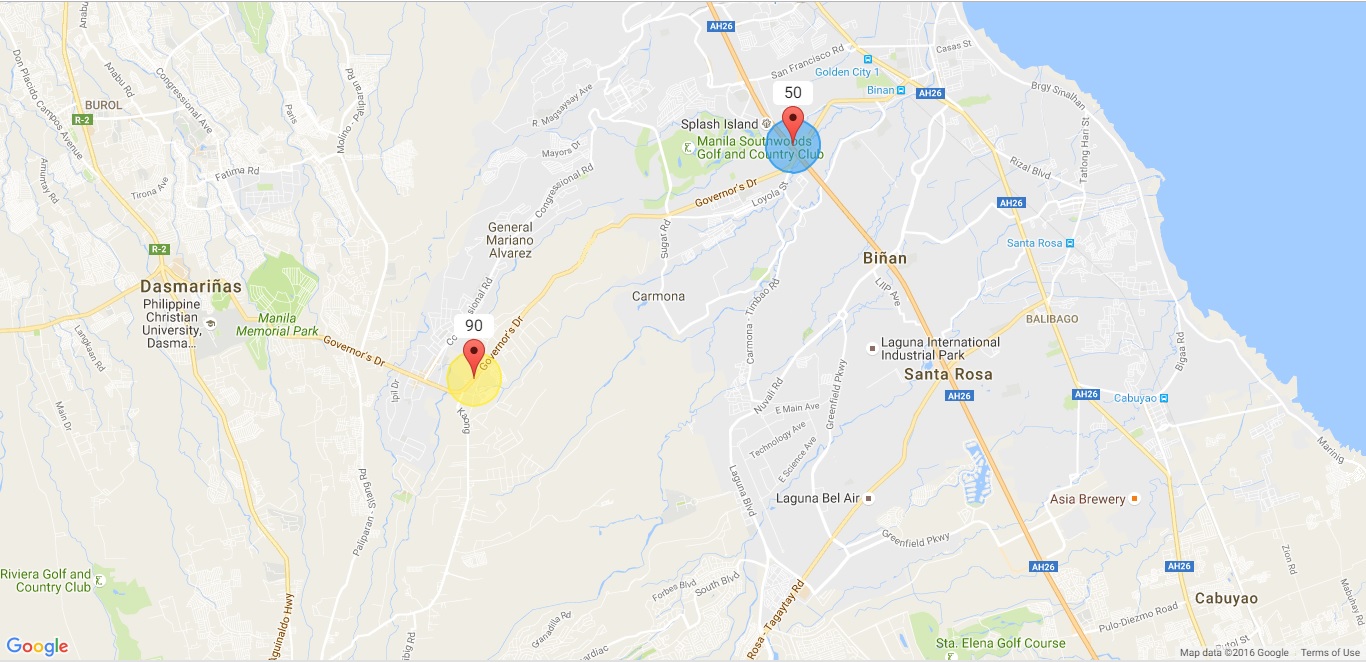 AH26
Anabu
Casas St
San Francisco Rd
Golden City 1
Don Placido Campos Avenue
Anabu Rd
Congressional Ave
Molino - Paliparan Rd
Brgy Sinalhan
Binan
AH26
50
BUROL
R-2
Paris
R Magsaysay Ave
Splash Island
Manila Southwoods
Golf and Country Club
Tatlong Hari St
Mayors Dr
Rizal Blvd
Fatima Rd
Congressional Rd
Amuntay Rd
Tirona Ave
Governor's Dr
Loyola St
AH26
General
Mariano
Alvarez
Sugar Rd
Santa Rosa
R-2
Biñan
Dasmariñas
Philippine
Christian
University,
Dasma...
LIIP Ave
Carmona
Carmona - Timbao Rd
Manila
Memorial Park
BALIBAGO
90
Langkaan Rd
Governor's Dr
Governor's Dr
Laguna International
Industrial Park
Bigaa Rd
Santa Rosa
Ipil Dr
Nuvali Rd
Greenfield Pkwy
AH26
AH26
Cabuyao
Main Dr
Kaong
E Main Ave
Technology Ave
E Science Ave
Marinig
Paliparan - Silang Rd
Laguna Blvd
Laguna Bel Air
Asia Brewery
Greenfield Pkwy
Zion Rd
AH26
AH26
Riviera Golf and
Country Club
Forbes Blvd
South Blvd
Cabuyao
Mabuhay Rd
Aguinaldo Hwy
Rosa - Tagaytay Rd
Pulo-Diezmo Road
Granadilla Rd
Sta. Elena Golf Course
Google
Map data ©2016 Google
Terms of Use